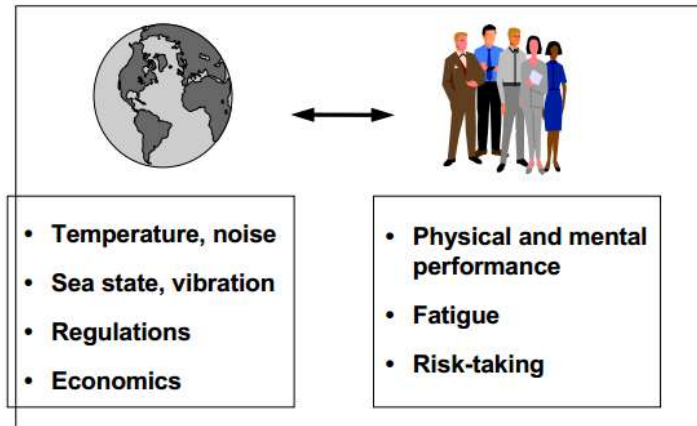 • Temperature, noise
• Sea state, vibration
• Regulations
• Economics
• Physical and mental
performance
• Fatigue
• Risk-taking